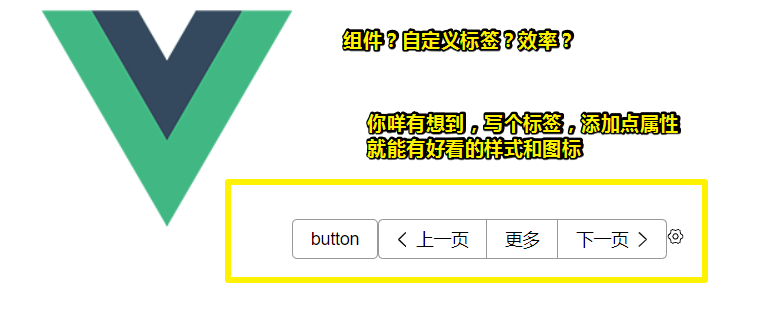 组件？自定义标签？效率？
你咩有想到，写个标签，添加点属性
就能有好看的样式和图标
button 上一页 更多 下一页